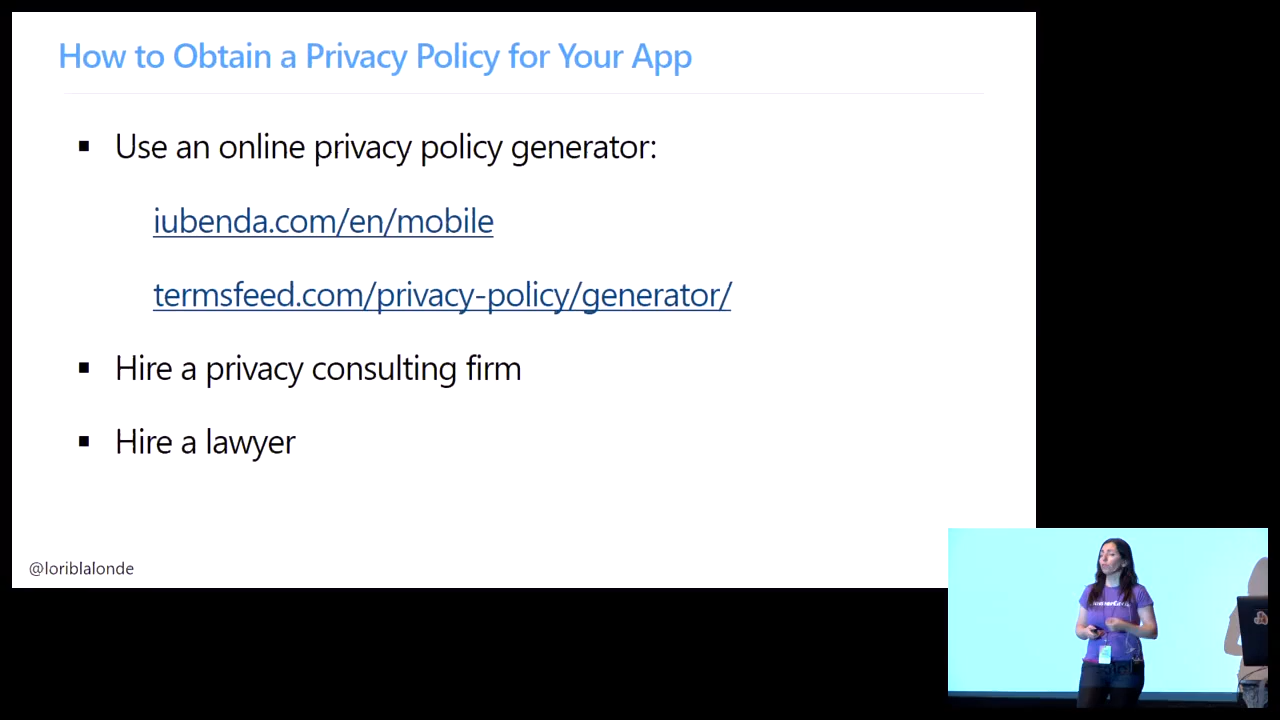 How to Obtain a Privacy Policy for Your App
▪ Use an online privacy policy generator:
iubenda.com/en/mobile
termsfeed.com/privacy-policy/generator/
▪ Hire a privacy consulting firm
▪ Hire a lawyer
@loriblalonde